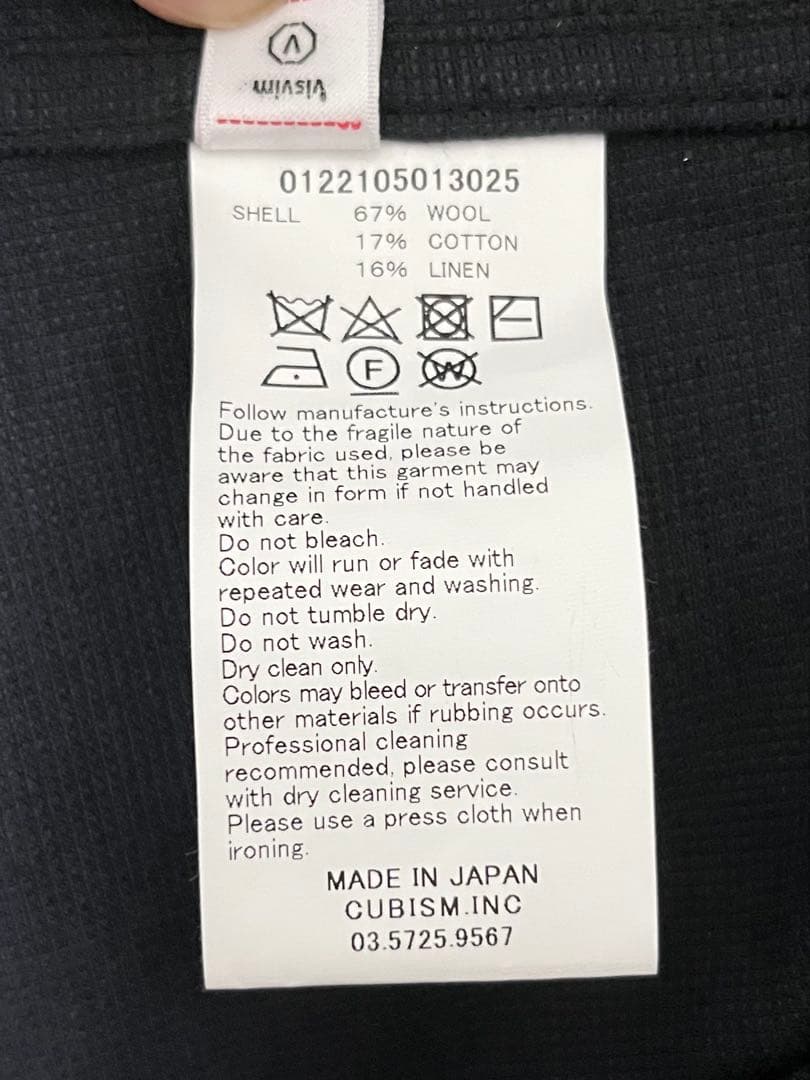 visvim
0122105013025
SHELL 67% WOOL
17% COTTON
16% LINEN
F W
Follow manufacture's instructions.
Due to the fragile nature of
the fabric used, please be
aware that this garment may
change in form if not handled
with care.
Do not bleach.
Color will run or fade with
repeated wear and washing.
Do not tumble dry.
Do not wash.
Dry clean only.
Colors may bleed or transfer onto
other materials if rubbing occurs.
Professional cleaning
recommended, please consult
with dry cleaning service.
Please use a press cloth when
ironing.
MADE IN JAPAN
CUBISM.INC
03.5725.9567